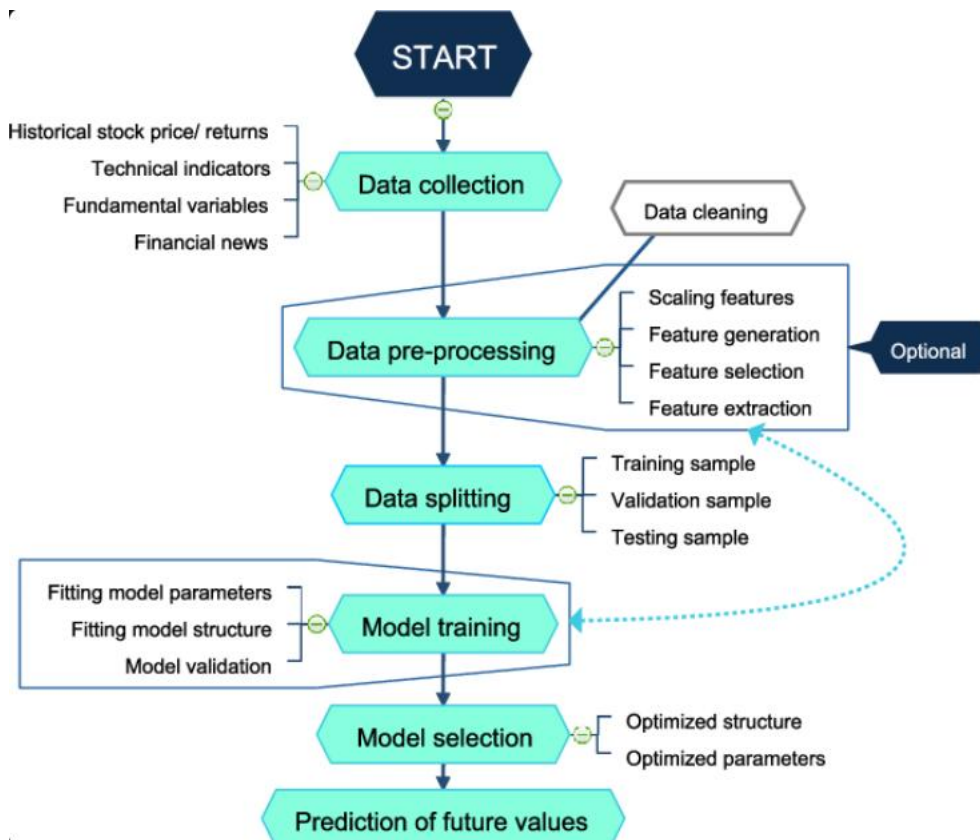 START
Historical stock price/ returns
Technical indicators
Fundamental variables
Financial news
Data collection
Data cleaning
Data pre-processing
Scaling features
Feature generation
Feature selection
Feature extraction
Optional
Data splitting
Training sample
Validation sample
Testing sample
Fitting model parameters
Fitting model structure
Model validation
Model training
Model selection
Optimized structure
Optimized parameters
Prediction of future values